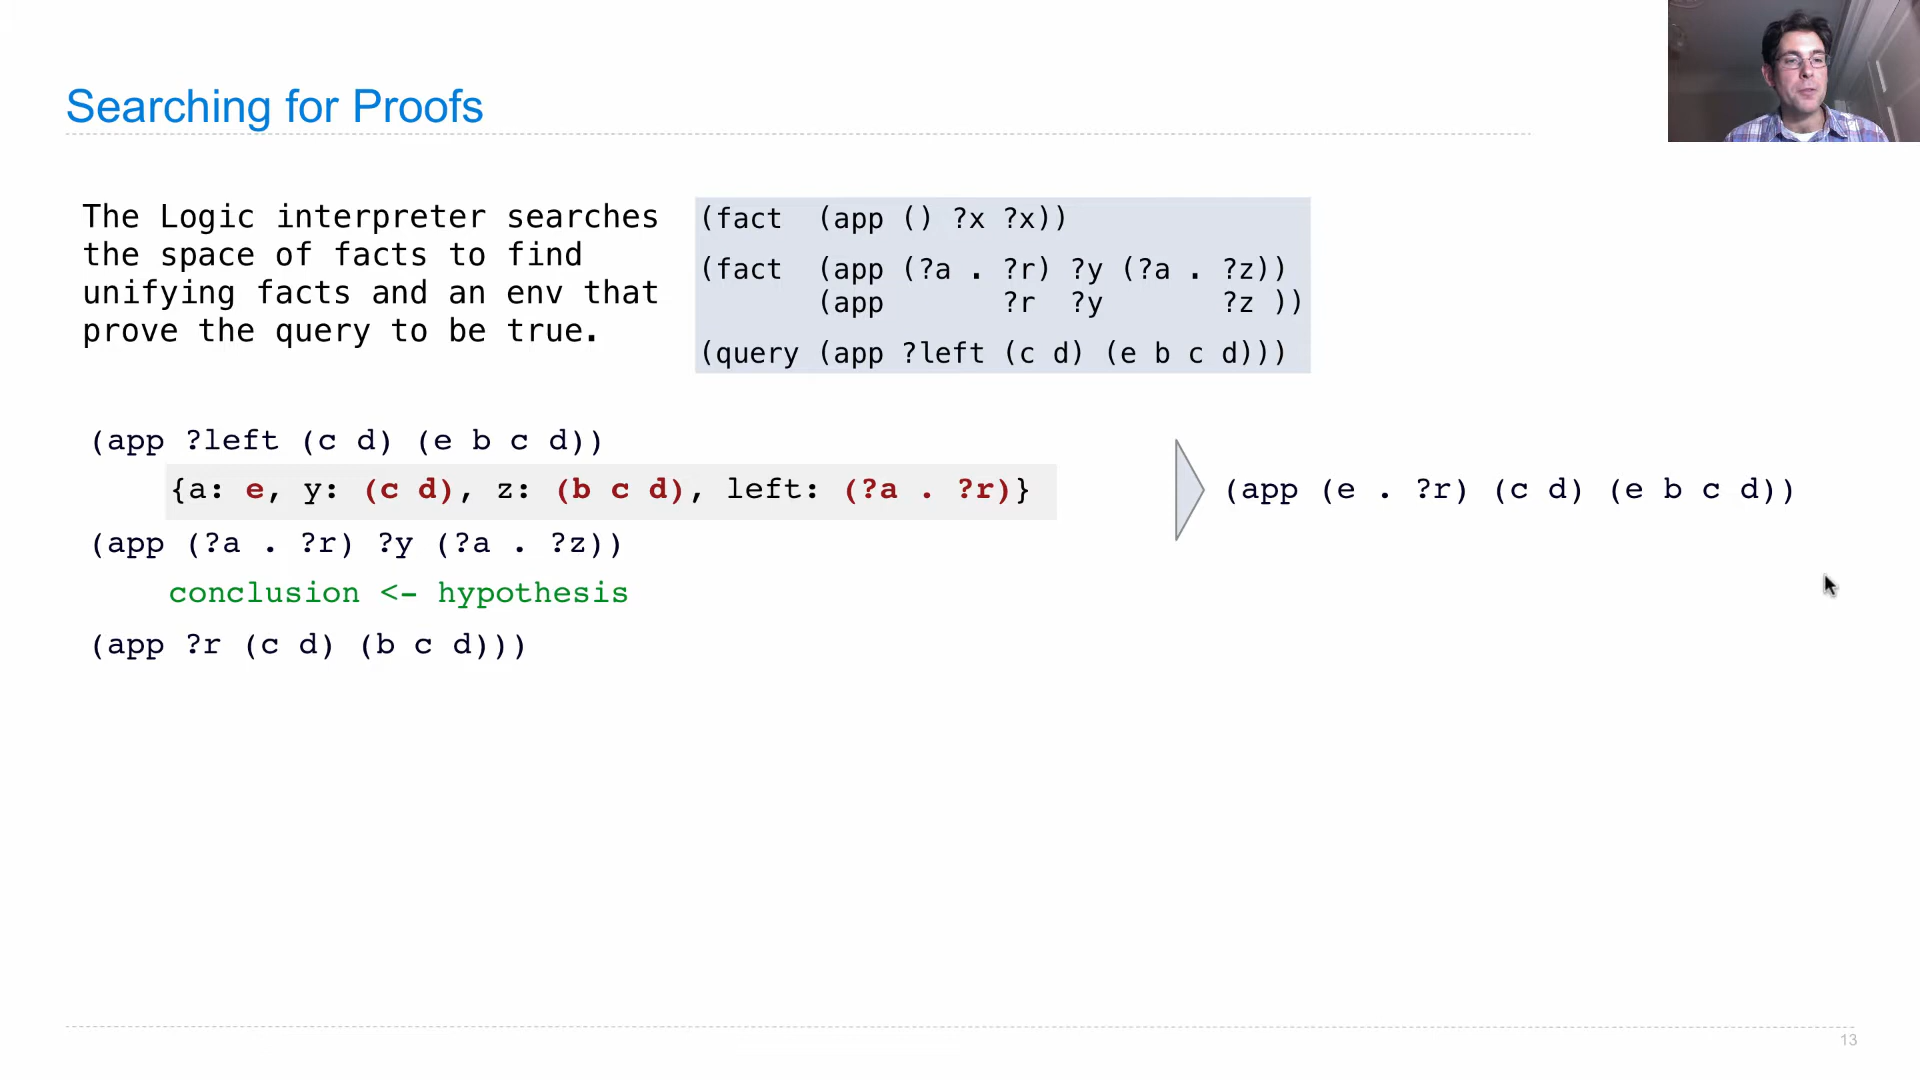 Searching for Proofs
The Logic interpreter searches
the space of facts to find
unifying facts and an env that
prove the query to be true.
(fact (app () ?x ?x))
(fact (app (?a . ?r) ?y (?a . ?z))
(app ?r ?y ?z ))
(query (app ?left (c d) (e b c d)))
(app ?left (c d) (e b c d))
{a: e, y: (c d), z: (b c d), left: (?a . ?r)}
(app (e . ?r) (c d) (e b c d))
(app (?a . ?r) ?y (?a . ?z))
conclusion <- hypothesis
(app ?r (c d) (b c d)))
13